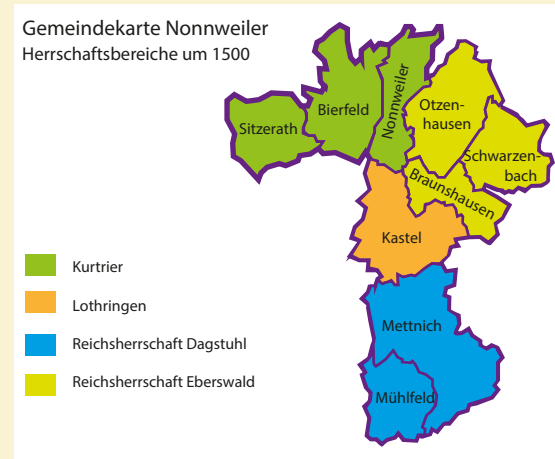 Gemeindekarte Nonnweiler
Herrschaftsbereiche um 1500
Nonnweiler
Bierfeld
Otzen-
hausen
Sitzerath
Schwarzen-
bach
Braunshausen
Kastel
Kurtrier
Lothringen
Mettnich
Reichsherrschaft Dagstuhl
Reichsherrschaft Eberswald
Mühlfeld